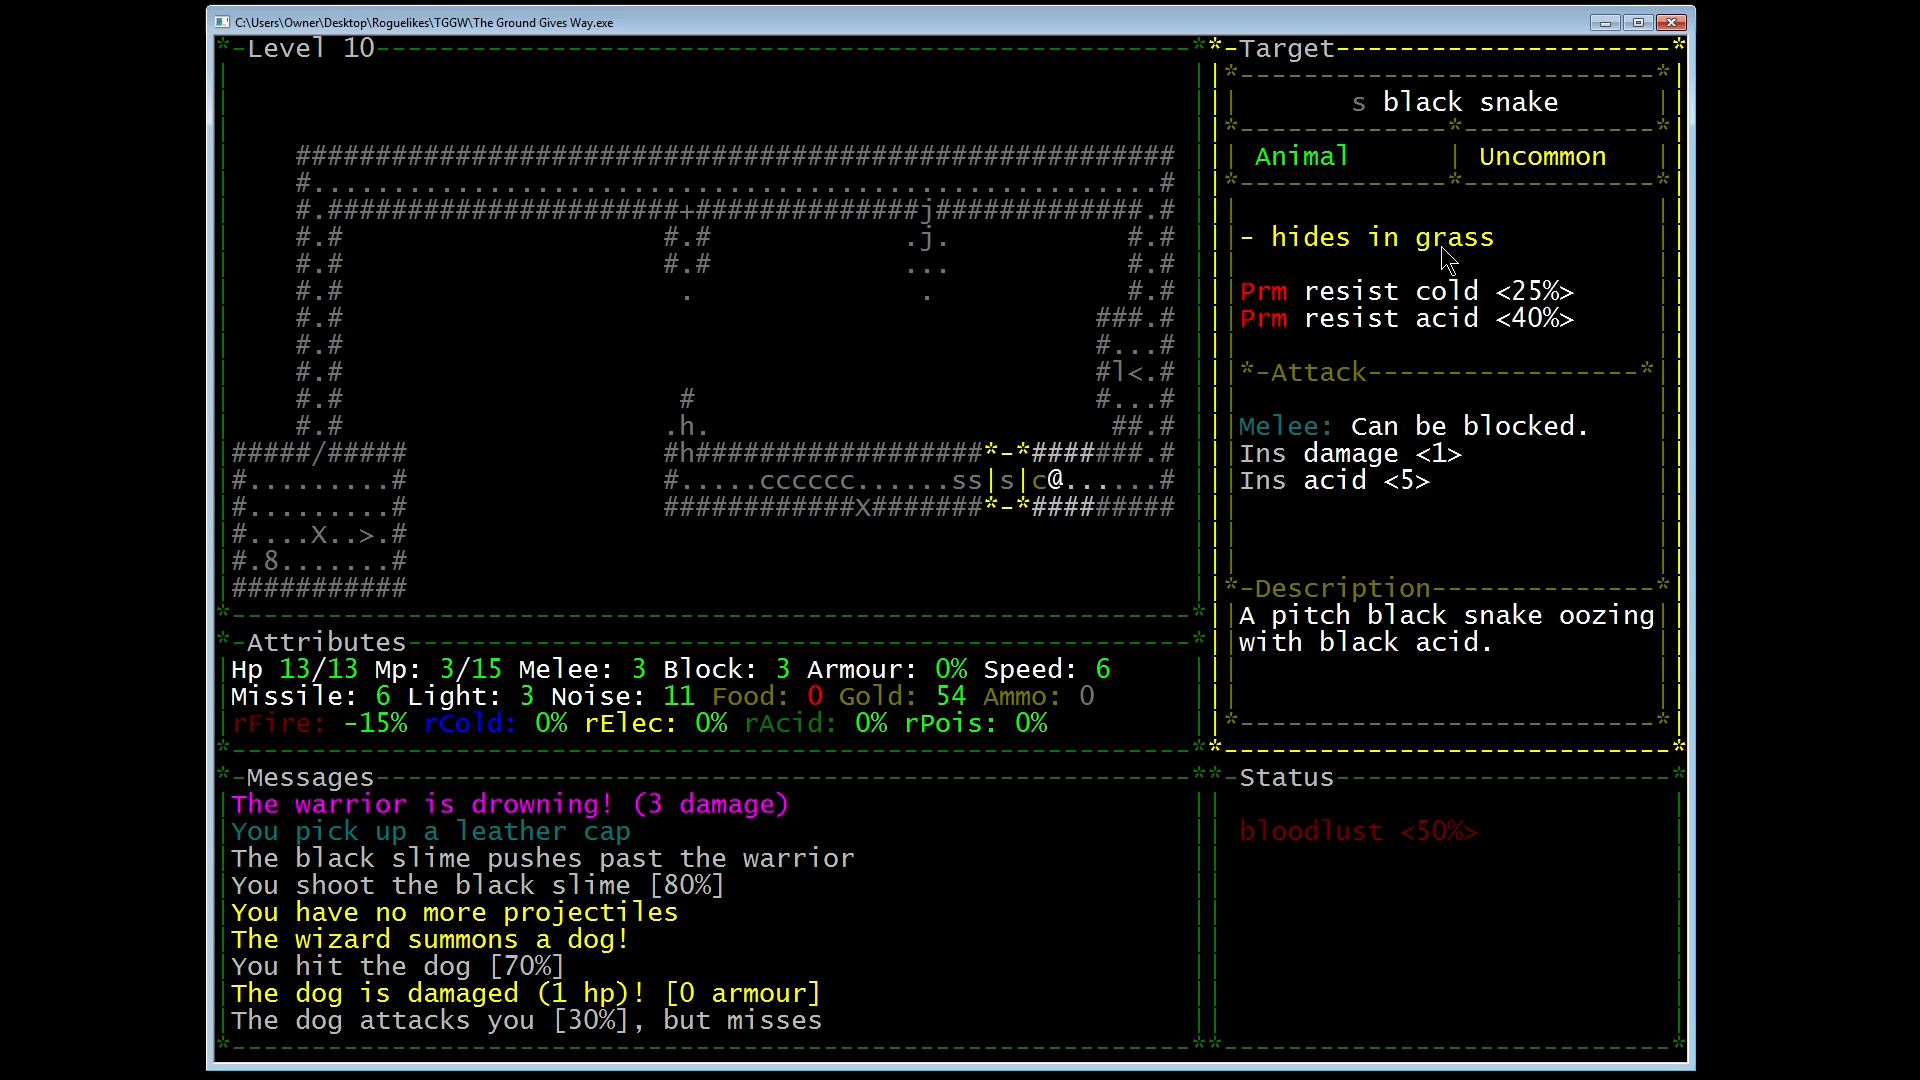 C:\Users\Owner\Desktop\Roguelikes\TGGW\The Ground Gives Way.exe
*-Level 10---------------------------------------------------*
*-Target---------------------*
s black snake
Animal | Uncommon
- hides in grass
Prm resist cold <25%>
Prm resist acid <40%>
*-Attack-----------------*
Melee: Can be blocked.
Ins damage <1>
Ins acid <5>
*-Description--------------*
A pitch black snake oozing
with black acid.
#######################################################
#.....................................................#
#.######################+##############j#############.#
#.# #.# .j. #.#
#.# #.# ... #.#
#.# . . #.#
#.# ###.#
#.# #...#
#.# #l<.#
#.# # #...#
#.# .h. ##.#
#####/##### #h##################*-*#######.#
#.........# #.....cccccc......ss|s|c@......#
#.........# ############X#######*-*#########
#....X..>.#
#.8.......#
###########
*-Attributes-------------------------------------------------*
Hp 13/13 Mp: 3/15 Melee: 3 Block: 3 Armour: 0% Speed: 6
Missile: 6 Light: 3 Noise: 11 Food: 0 Gold: 54 Ammo: 0
rFire: -15% rCold: 0% rElec: 0% rAcid: 0% rPois: 0%
*-Messages---------------------------------------------------*
The warrior is drowning! (3 damage)
You pick up a leather cap
The black slime pushes past the warrior
You shoot the black slime [80%]
You have no more projectiles
The wizard summons a dog!
You hit the dog [70%]
The dog is damaged (1 hp)! [0 armour]
The dog attacks you [30%], but misses
*-Status---------------------*
bloodlust <50%>